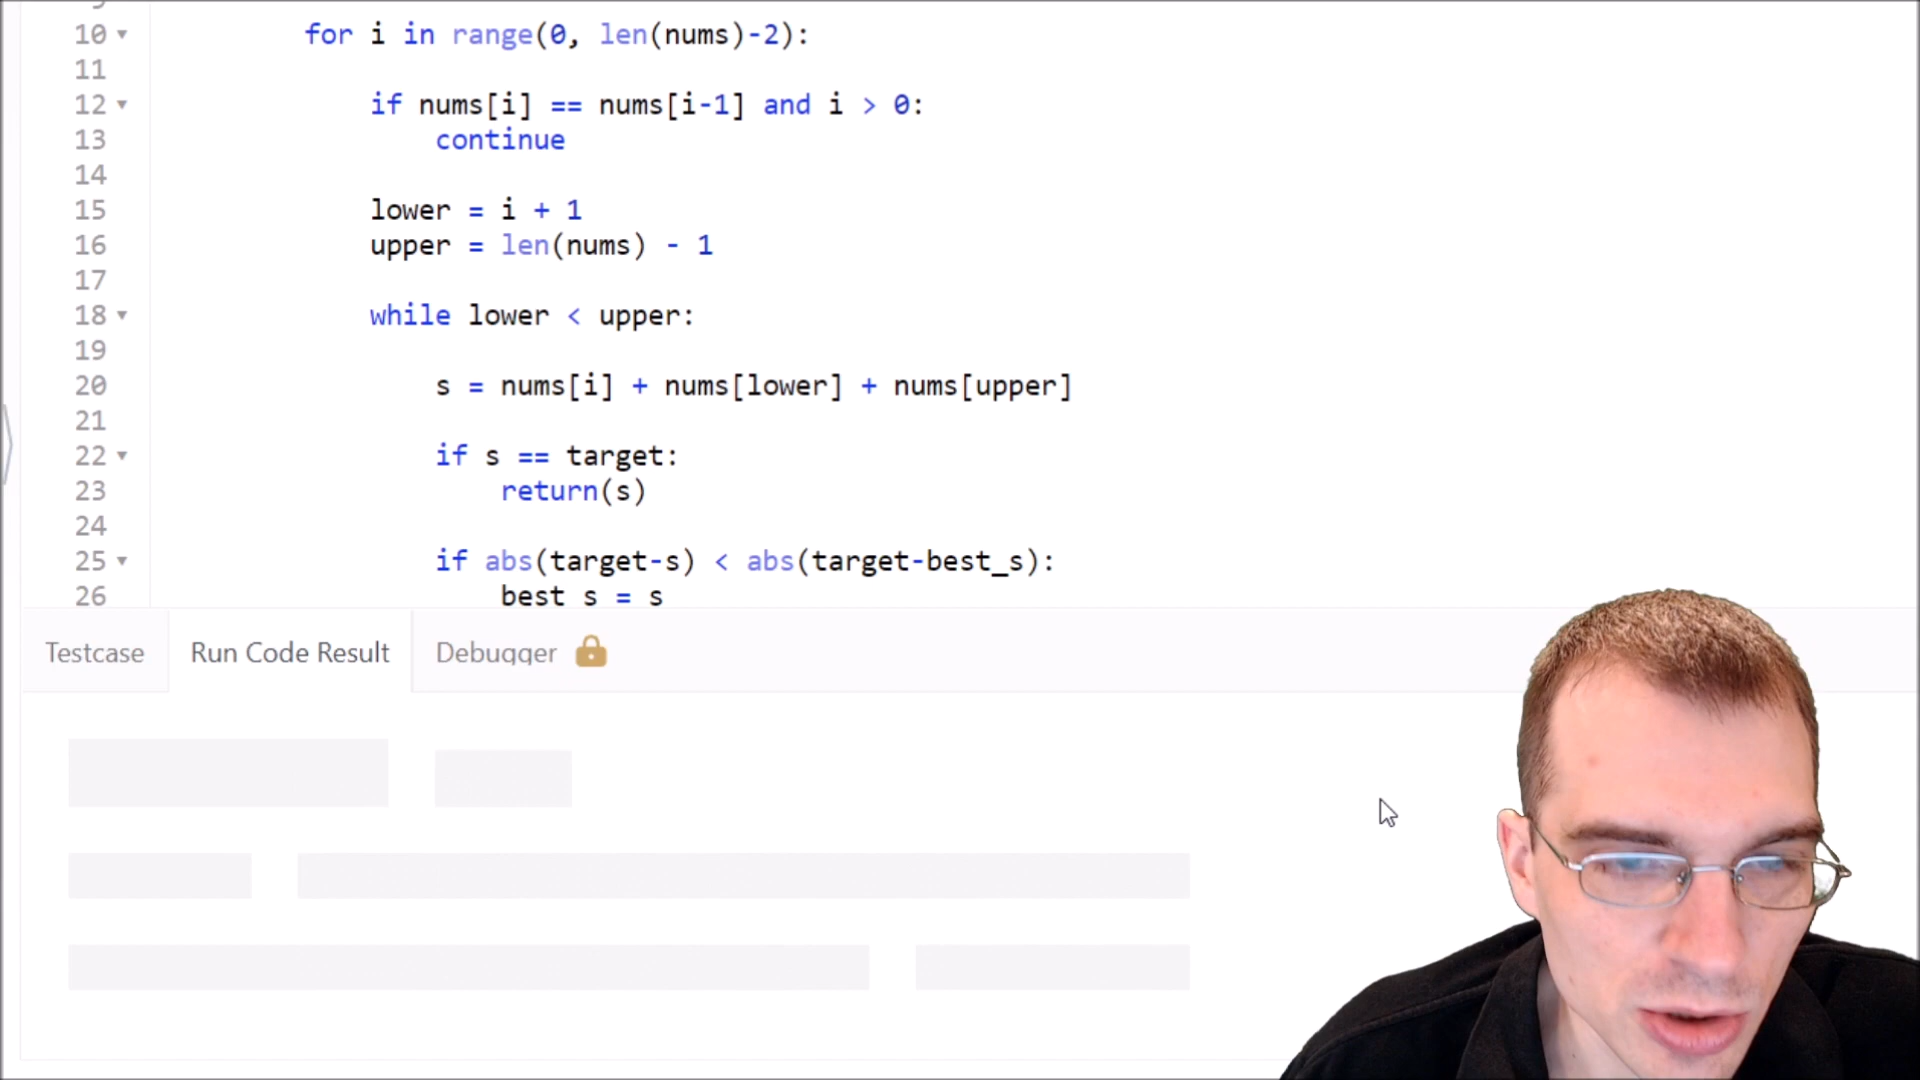 10 for i in range(0, len(nums)-2):
11
12 if nums[i] == nums[i-1] and i > 0:
13 continue
14
15 lower = i + 1
16 upper = len(nums) - 1
17
18 while lower < upper:
19
20 s = nums[i] + nums[lower] + nums[upper]
21
22 if s == target:
23 return(s)
24
25 if abs(target-s) < abs(target-best_s):
26 best s = s
Testcase Run Code Result Debugger